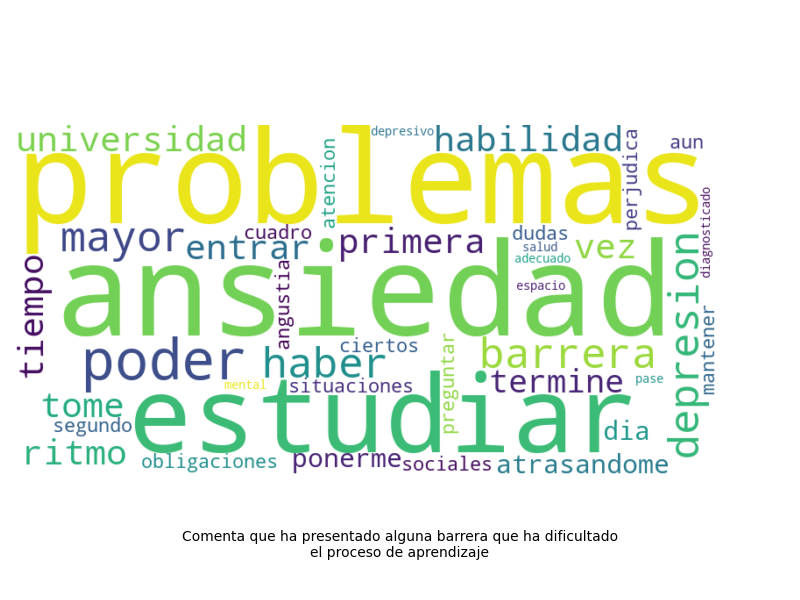 universidad
depresivo
habilidad
aun
problemas
atencion
perjudica
diagnosticado
mayor
entrar
cuadro
primera
dudas
salud
adecuado
vez
tiempo
ansiedad
angustia
espacio
depresion
mantener
poder
haber
ciertos
preguntar
barrera
mental
situaciones
termine
pase
tome
segundo
estudiar
dia
ritmo
obligaciones
ponerme
sociales
atrasandome
Comenta que ha presentado alguna barrera que ha dificultado
el proceso de aprendizaje